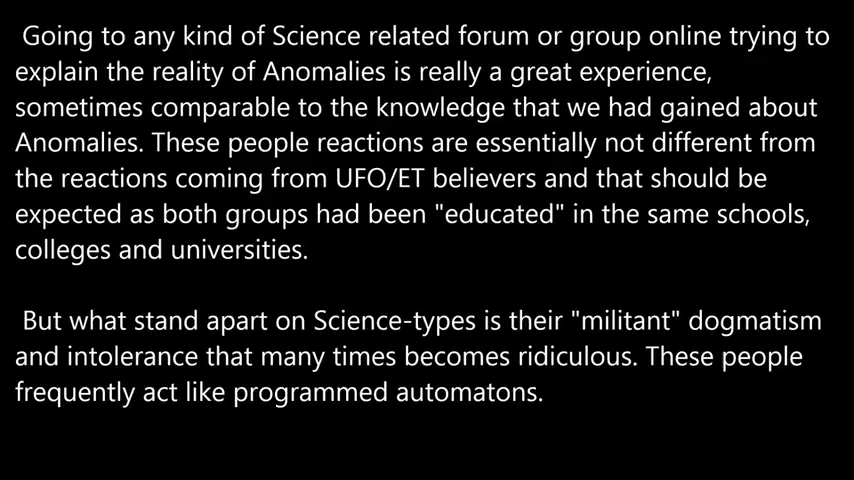 Going to any kind of Science related forum or group online trying to
explain the reality of Anomalies is really a great experience,
sometimes comparable to the knowledge that we had gained about
Anomalies. These people reactions are essentially not different from
the reactions coming from UFO/ET believers and that should be
expected as both groups had been "educated" in the same schools,
colleges and universities.
But what stand apart on Science-types is their "militant" dogmatism
and intolerance that many times becomes ridiculous. These people
frequently act like programmed automatons.